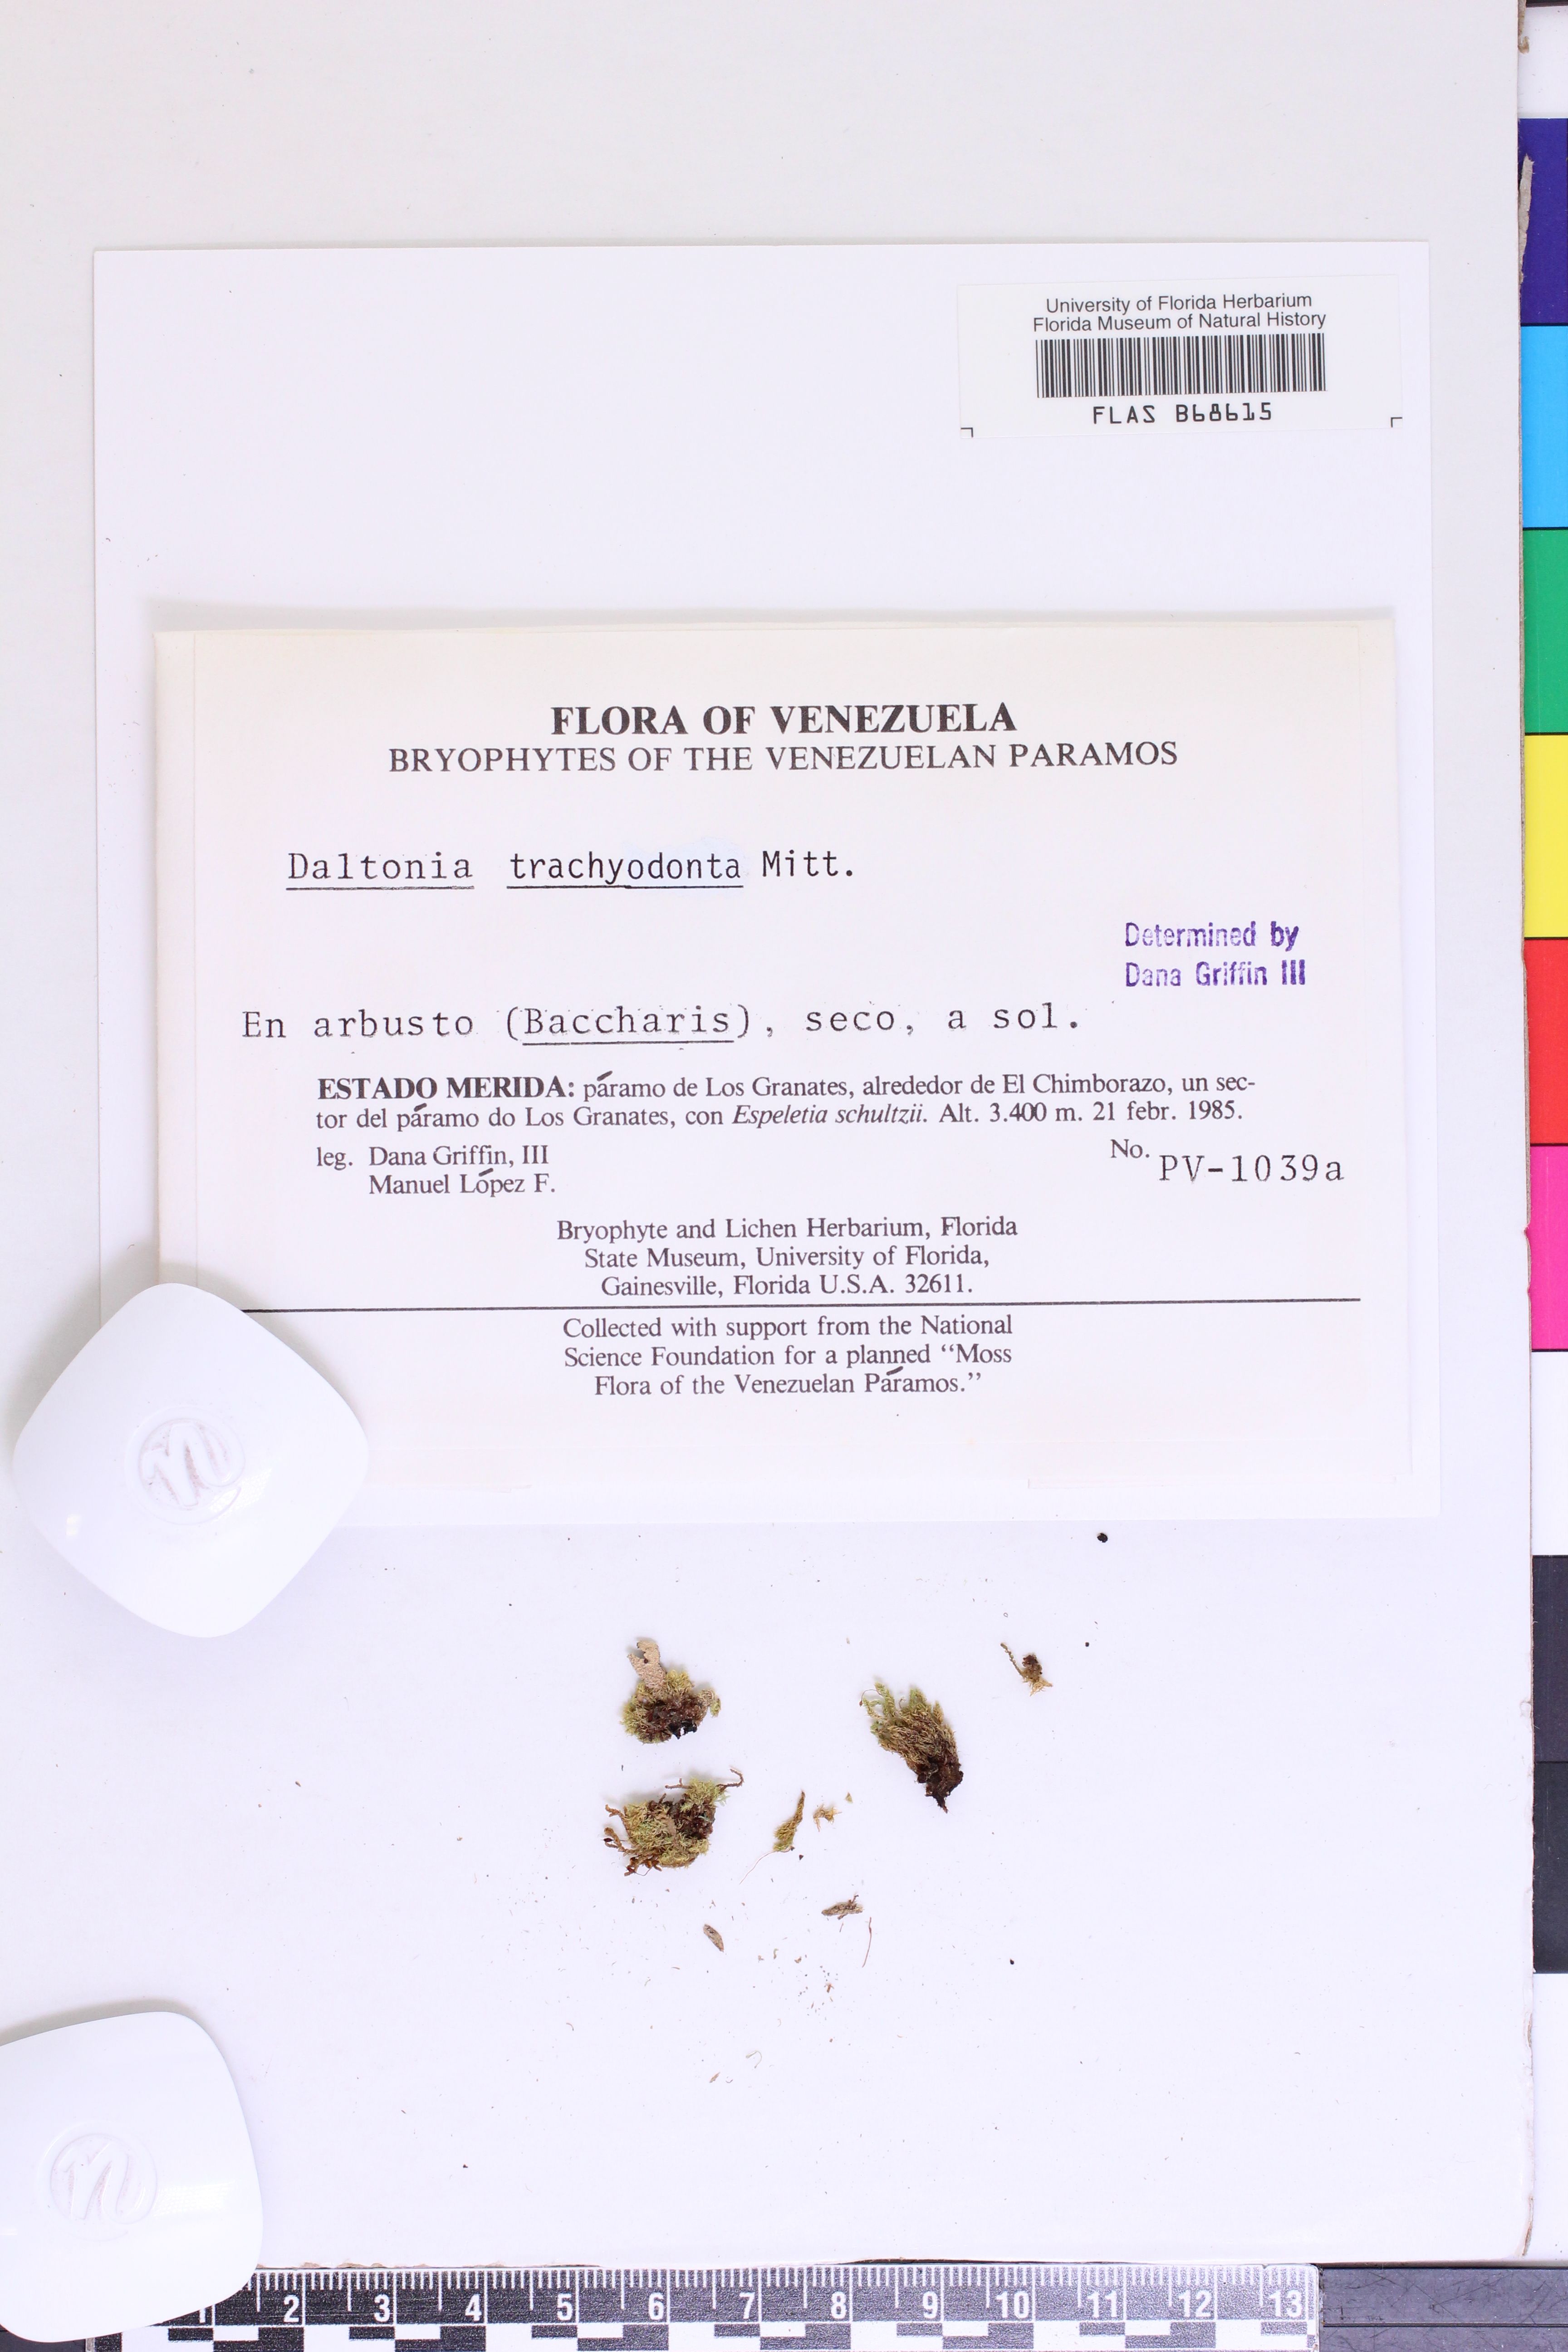 University of Florida Herbarium
Florida Museum of Natural History
FLAS B68615
FLORA OF VENEZUELA
BRYOPHYTES OF THE VENEZUELAN PARAMOS
Daltonia trachyodonta Mitt.
Determined by
Dana Griffin III
En arbusto (Baccharis), seco, a sol.
ESTADO MERIDA: páramo de Los Granates, alrededor de El Chimborazo, un sec-
tor del páramo do Los Granates, con Espeletia schultzii. Alt. 3.400 m. 21 febr. 1985.
leg. Dana Griffin, III
Manuel López F.
No. PV-1039a
Bryophyte and Lichen Herbarium, Florida
State Museum, University of Florida,
Gainesville, Florida U.S.A. 32611.
Collected with support from the National
Science Foundation for a planned “Moss
Flora of the Venezuelan Páramos.”
n
n
1 2 3 4 5 6 7 8 9 10 11 12 13